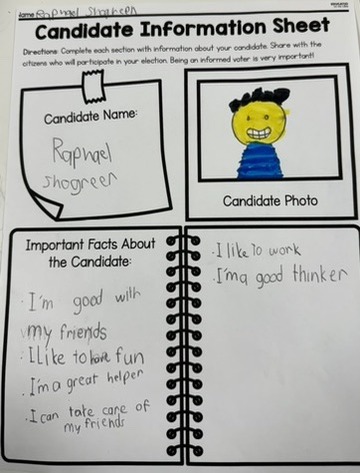 Name Raphael Shogreen
Candidate Information Sheet
Directions: Complete each section with information about your candidate. Share with the
citizens who will participate in your election. Being an informed voter is very important!
Candidate Name:
Raphael
Shogreen
Candidate Photo
Important Facts About
the Candidate:
· I'm good with
my friends
· I like to have fun
· I'm a great helper
· I can take care of
my friends
· I like to work
· I'm a good thinker